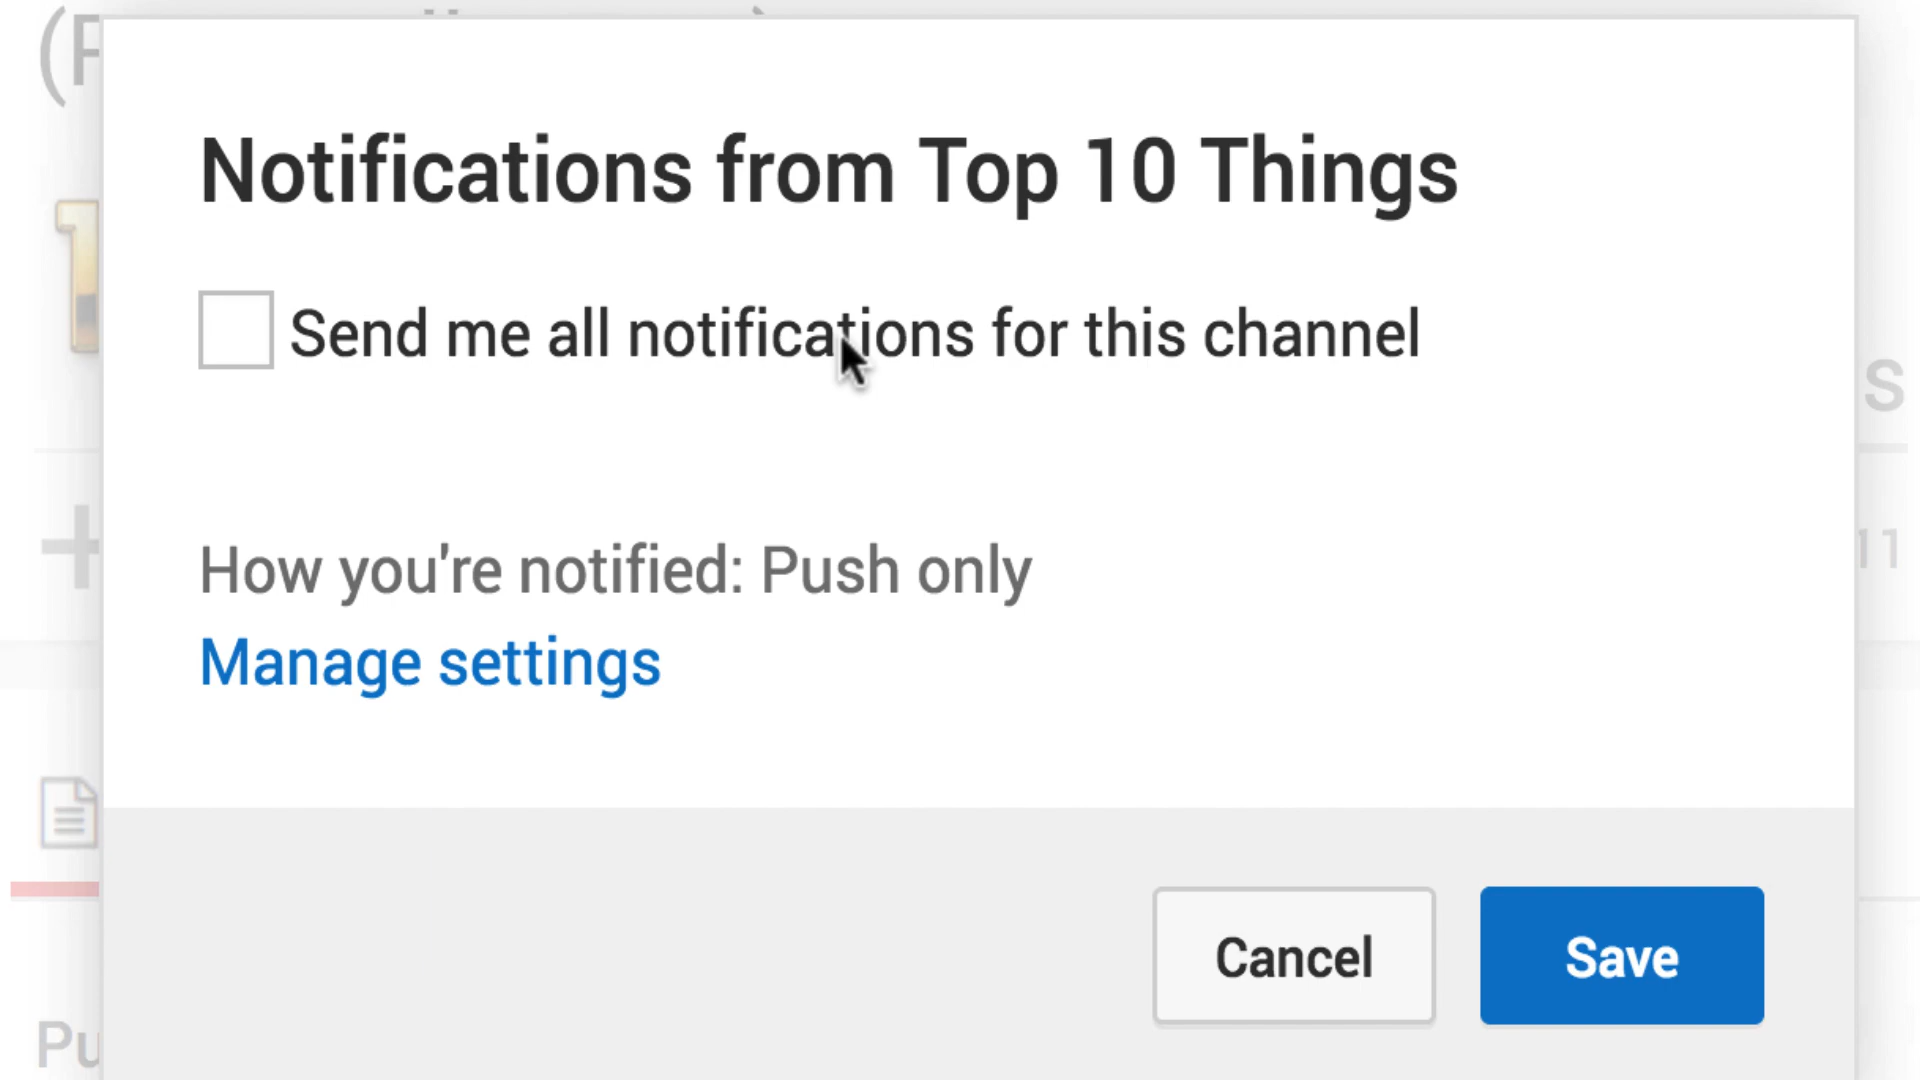 Notifications from Top 10 Things
Send me all notifications for this channel
How you're notified: Push only
Manage settings
Cancel
Save